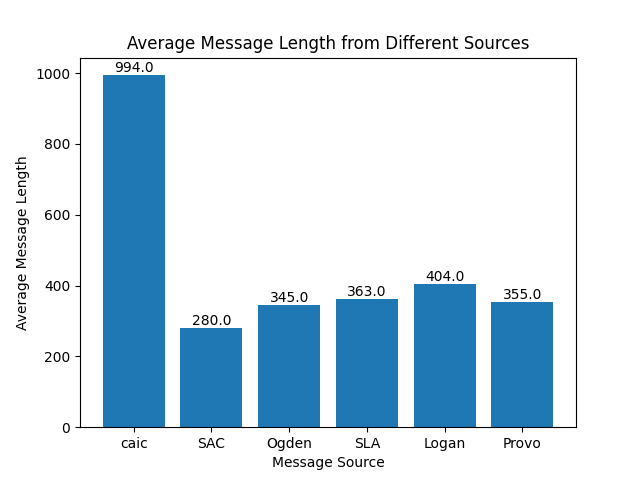 Average Message Length from Different Sources
Average Message Length
1000
800
600
400
200
0
994.0
280.0
345.0
363.0
404.0
355.0
caic
SAC
Ogden
SLA
Logan
Provo
Message Source